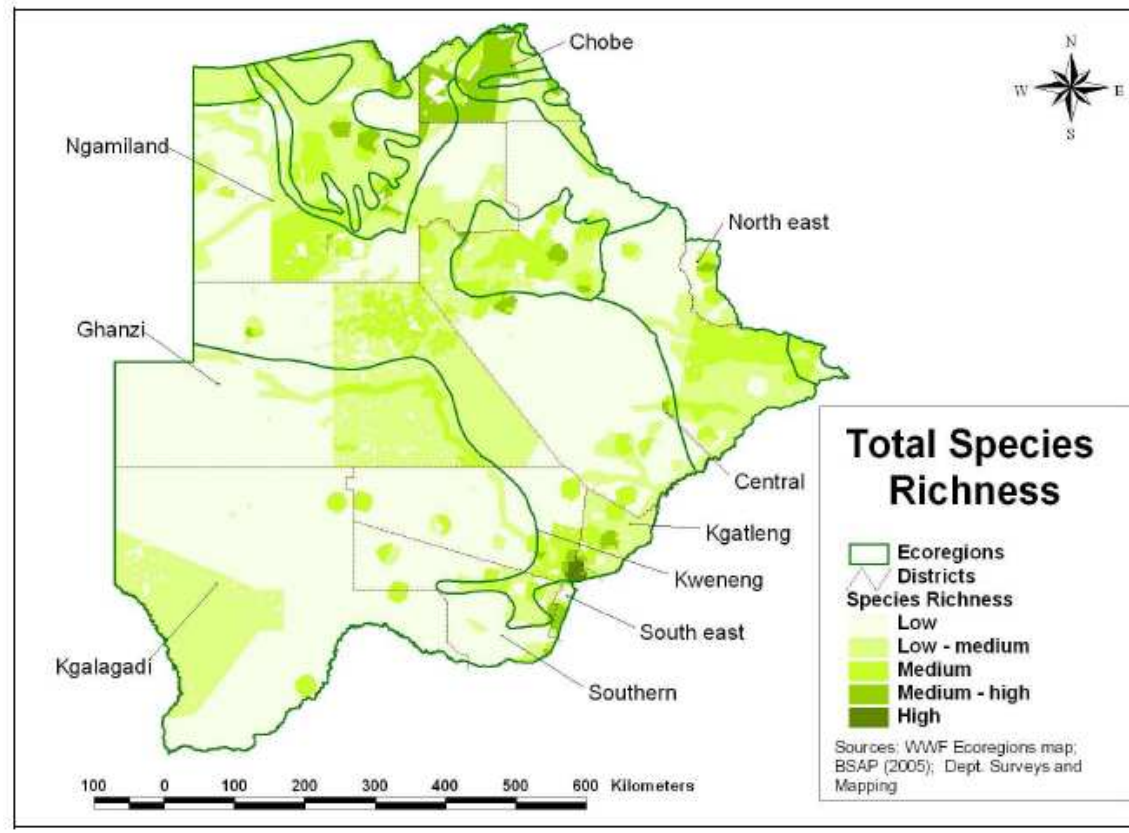 Chobe
N
W E
S
Ngamiland
North east
Ghanzi
Central
Kgatleng
Kweneng
South east
Kgalagadi
Southern
Total Species
Richness
Ecoregions
Districts
Species Richness
Low
Low - medium
Medium
Medium - high
High
Sources: WWF Ecoregions map;
BSAP (2005); Dept. Surveys and
Mapping
100 0 100 200 300 400 500 600 Kilometers